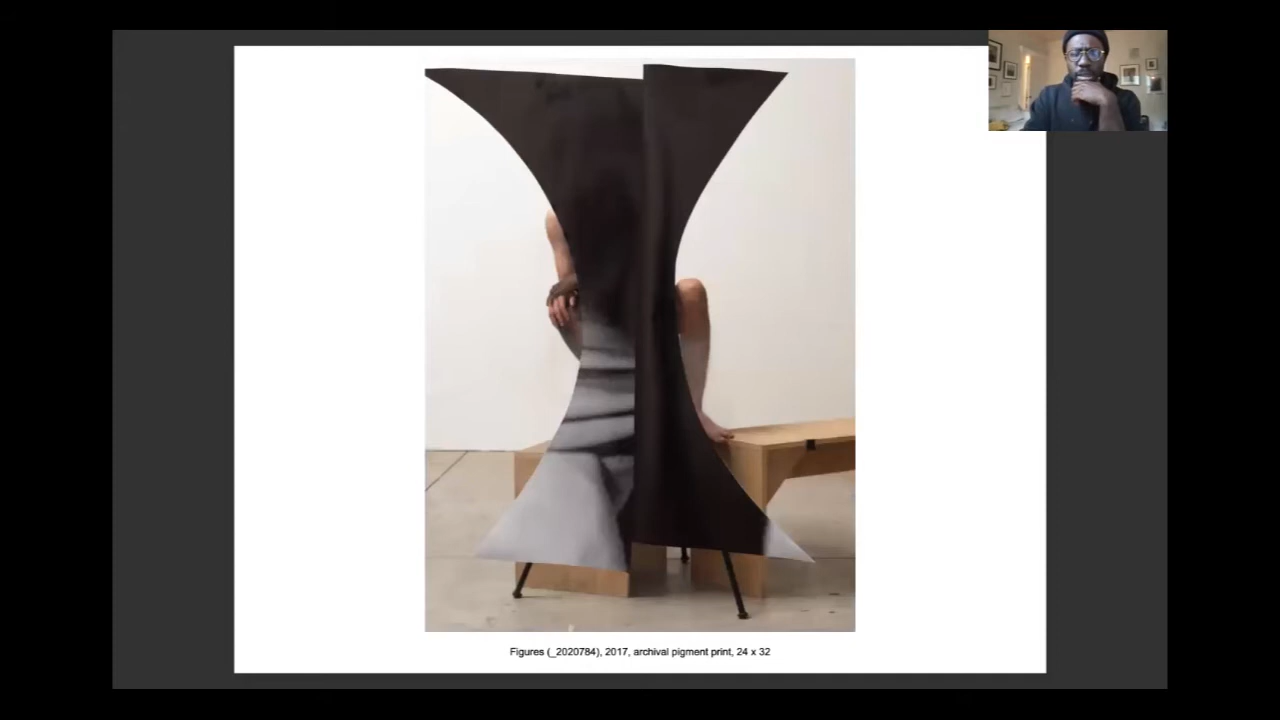 Figures (_2020784), 2017, archival pigment print, 24 x 32